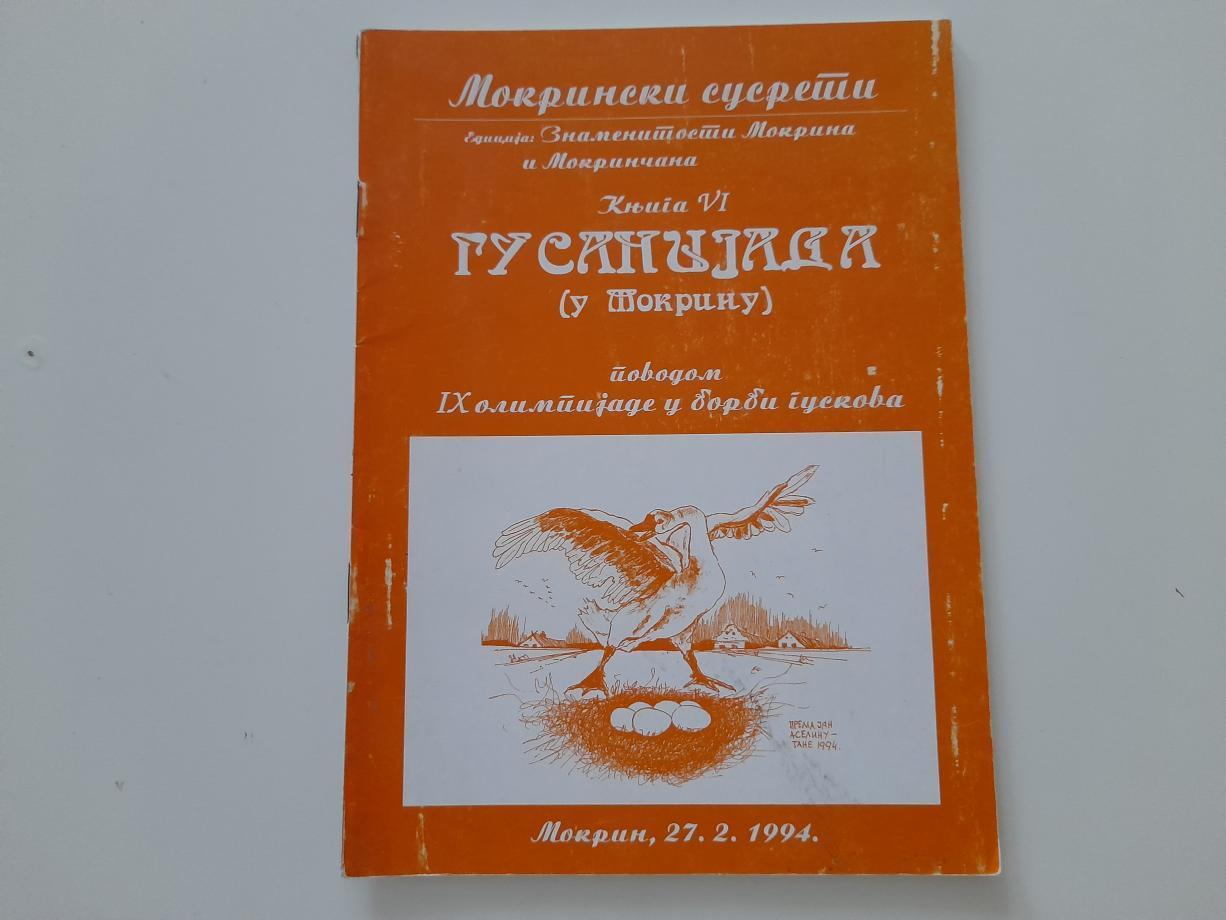 Мокрински сусрети
Едиција: Знаменитости Мокрина
и Мокринчана
Књига VI
ГУСАНИЈАДА
(у Мокрину)
поводом
IX олимпијаде у борби гускова
ПРЕМА ЈАН
АСЕЛИНУ-
ТАНЕ 1994.
Мокрин, 27. 2. 1994.